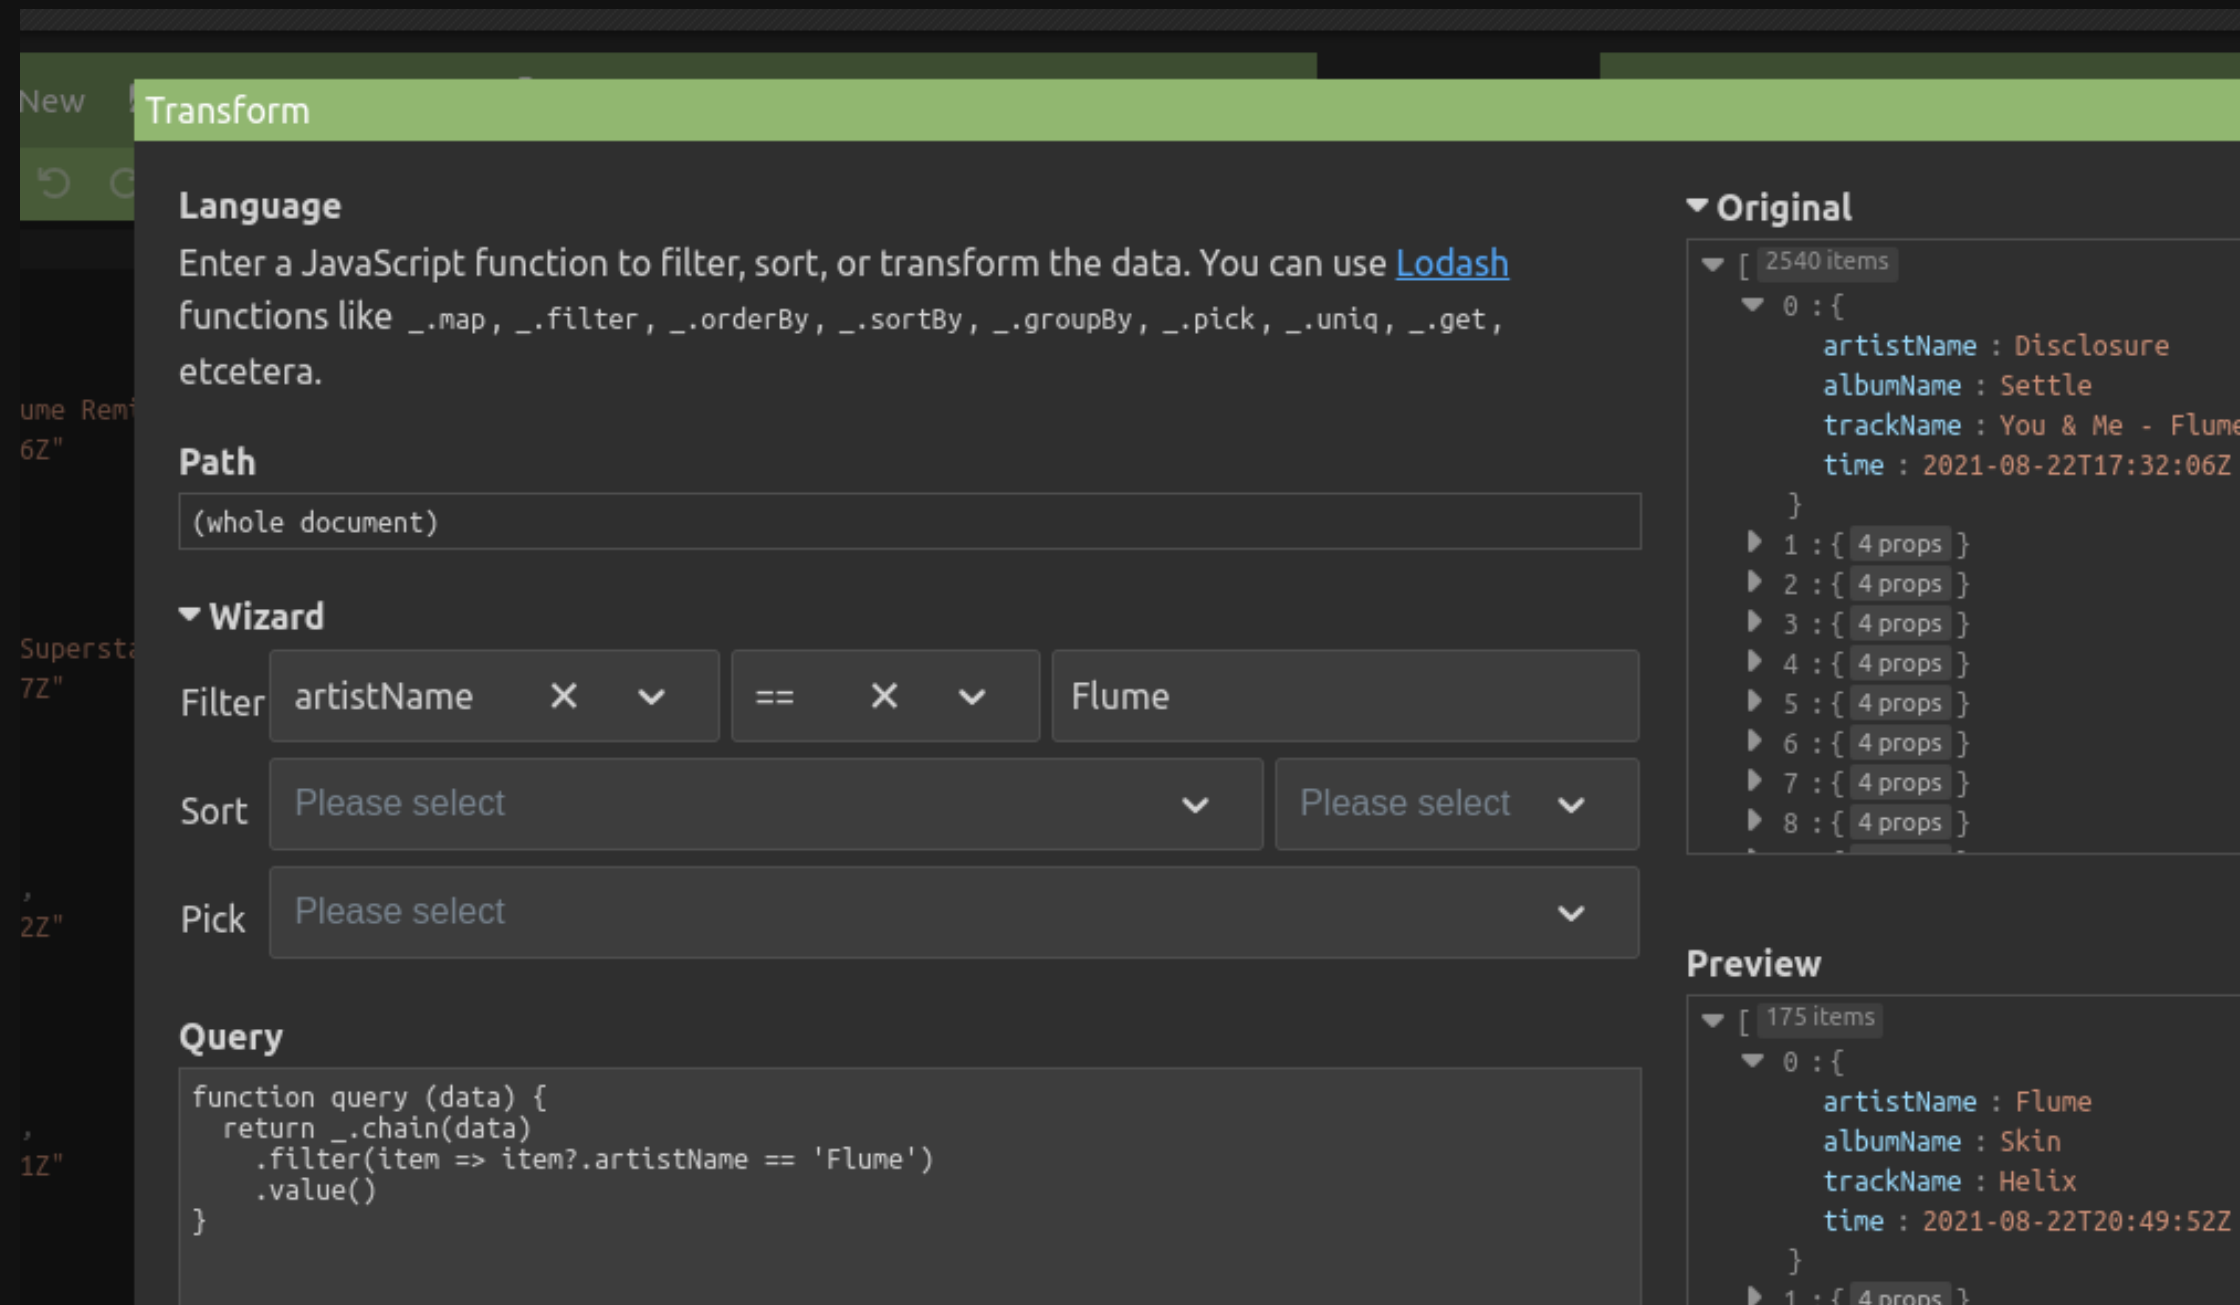 New
Transform
Language
Enter a JavaScript function to filter, sort, or transform the data. You can use Lodash
functions like _.map, _.filter, _.orderBy, _.sortBy, _.groupBy, _.pick, _.uniq, _.get,
etcetera.
Path
(whole document)
Wizard
Filter artistName == Flume
Sort Please select Please select
Pick Please select
Query
function query (data) {
  return _.chain(data)
    .filter(item => item?.artistName == 'Flume')
    .value()
}
Original
[ 2540 items
0 :{
artistName : Disclosure
albumName : Settle
trackName : You & Me - Flume
time : 2021-08-22T17:32:06Z
}
1 :{ 4 props }
2 :{ 4 props }
3 :{ 4 props }
4 :{ 4 props }
5 :{ 4 props }
6 :{ 4 props }
7 :{ 4 props }
8 :{ 4 props }
Preview
[ 175 items
0 :{
artistName : Flume
albumName : Skin
trackName : Helix
time : 2021-08-22T20:49:52Z
}
1 :{ 4 props }
ume Remi
6Z"
Supersta
7Z"
,
2Z"
,
1Z"